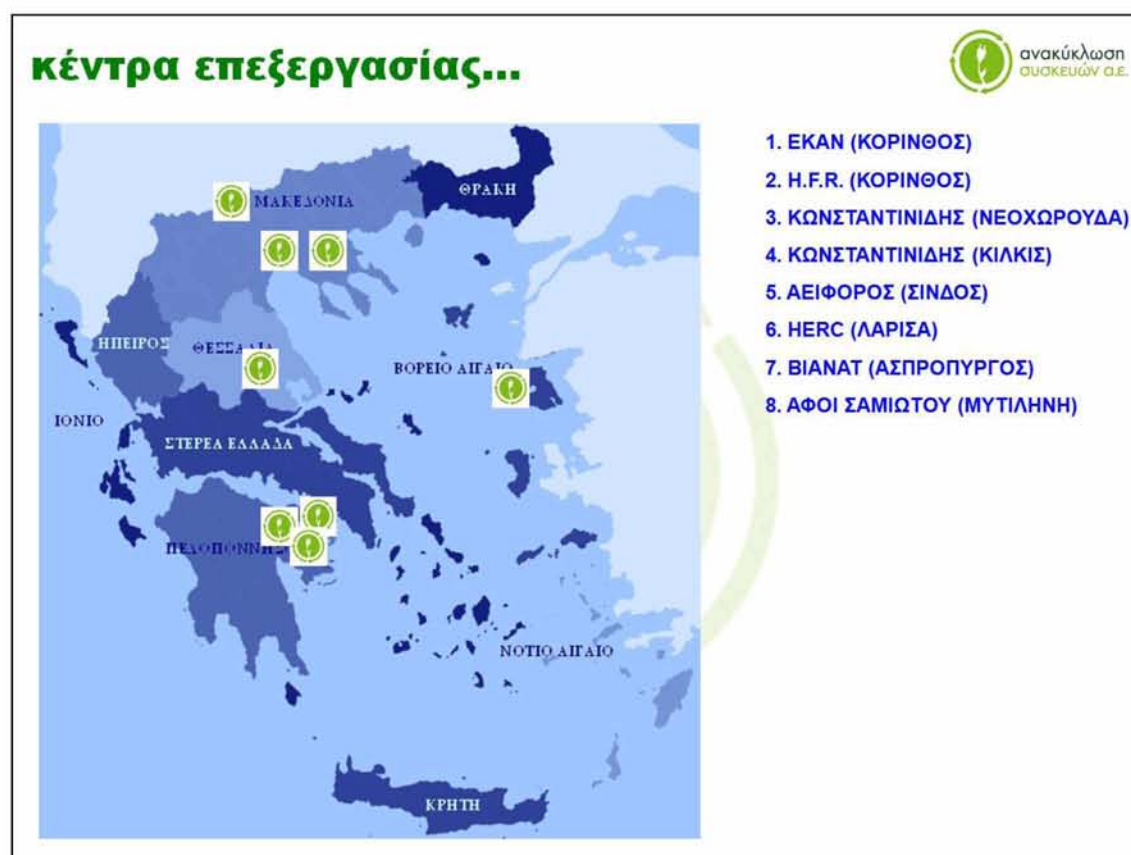 κέντρα επεξεργασίας...
ανακύκλωση
συσκευών α.ε.
1. ΕΚΑΝ (ΚΟΡΙΝΘΟΣ)
2. H.F.R. (ΚΟΡΙΝΘΟΣ)
3. ΚΩΝΣΤΑΝΤΙΝΙΔΗΣ (ΝΕΟΧΩΡΟΥΔΑ)
4. ΚΩΝΣΤΑΝΤΙΝΙΔΗΣ (ΚΙΛΚΙΣ)
5. ΑΕΙΦΟΡΟΣ (ΣΙΝΔΟΣ)
6. HERC (ΛΑΡΙΣΑ)
7. ΒΙΑΝΑΤ (ΑΣΠΡΟΠΥΡΓΟΣ)
8. ΑΦΟΙ ΣΑΜΙΩΤΟΥ (ΜΥΤΙΛΗΝΗ)
ΘΡΑΚΗ
ΜΑΚΕΔΟΝΙΑ
ΗΠΕΙΡΟΣ
ΘΕΣΣΑΛΙΑ
ΒΟΡΕΙΟ ΑΙΓΑΙΟ
ΙΟΝΙΟ
ΣΤΕΡΕΑ ΕΛΛΑΔΑ
ΠΕΛΟΠΟΝΝΗΣ
ΝΟΤΙΟ ΑΙΓΑΙΟ
ΚΡΗΤΗ